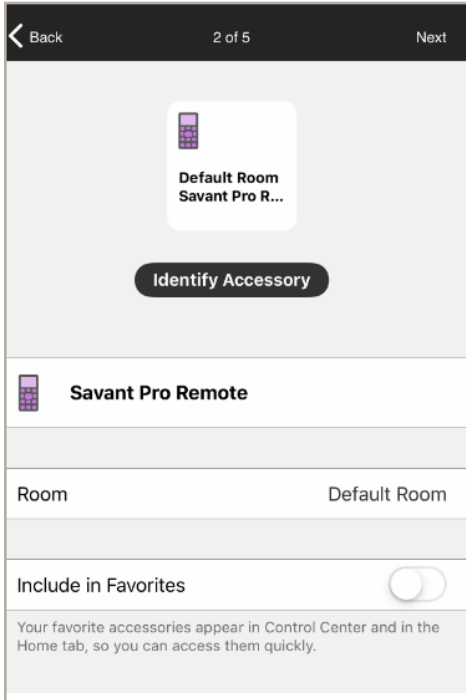 Back
2 of 5
Next
Default Room
Savant Pro R...
Identify Accessory
Savant Pro Remote
Room
Default Room
Include in Favorites
Your favorite accessories appear in Control Center and in the
Home tab, so you can access them quickly.